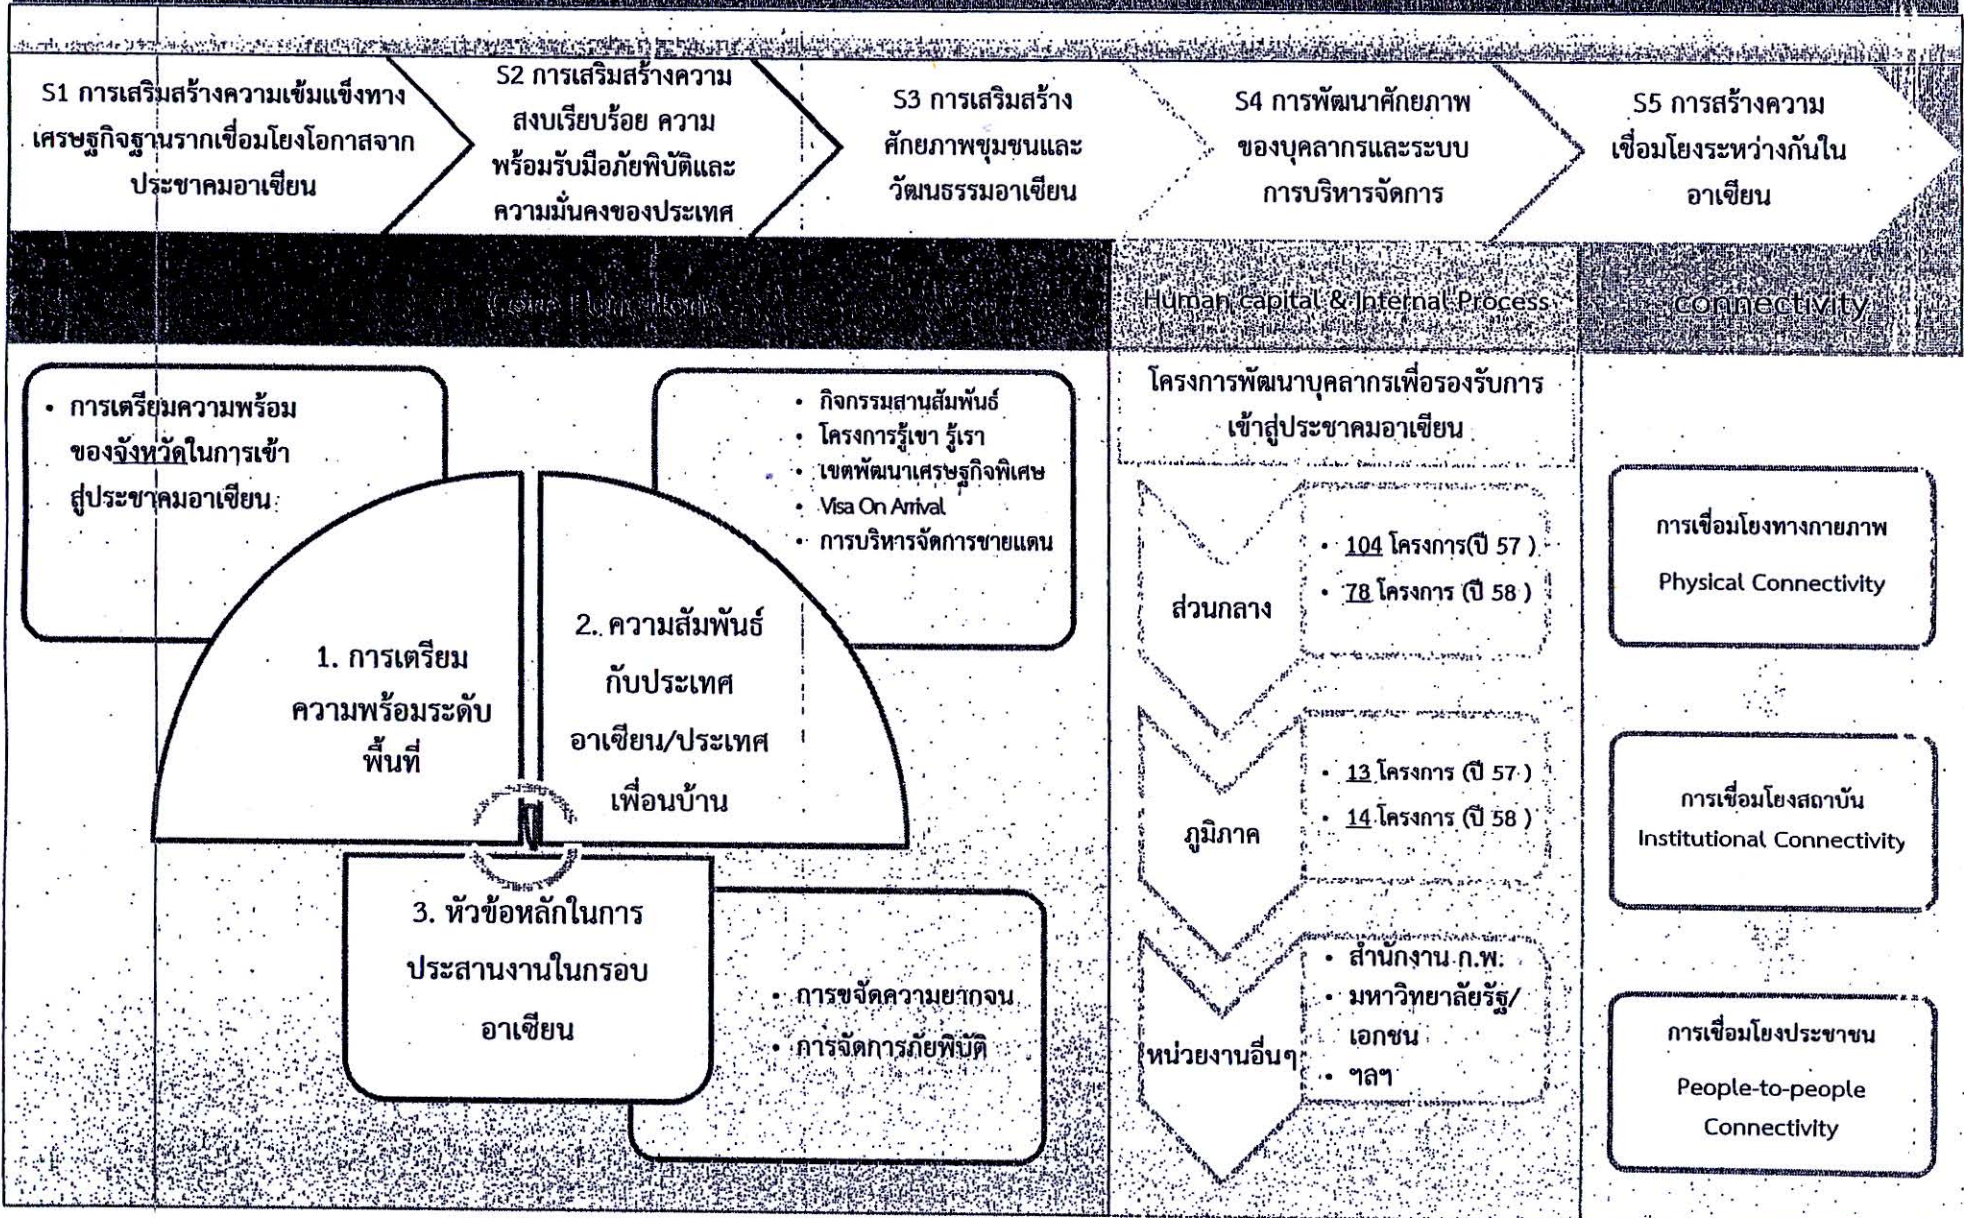 S1 การเสริมสร้างความเข้มแข็งทาง
เศรษฐกิจฐานรากเชื่อมโยงโอกาสจาก
ประชาคมอาเซียน
S2 การเสริมสร้างความ
สงบเรียบร้อย ความ
พร้อมรับมือภัยพิบัติและ
ความมั่นคงของประเทศ
S3 การเสริมสร้าง
ศักยภาพชุมชนและ
วัฒนธรรมอาเซียน
S4 การพัฒนาศักยภาพ
ของบุคลากรและระบบ
การบริหารจัดการ
S5 การสร้างความ
เชื่อมโยงระหว่างกันใน
อาเซียน
Human capital & Internal Process
connectivity
• การเตรียมความพร้อม
ของจังหวัดในการเข้า
สู่ประชาคมอาเซียน
• กิจกรรมสานสัมพันธ์
• โครงการรู้เขา รู้เรา
• เขตพัฒนาเศรษฐกิจพิเศษ
• Visa On Arrival
• การบริหารจัดการชายแดน
1. การเตรียม
ความพร้อมระดับ
พื้นที่
2. ความสัมพันธ์
กับประเทศ
อาเซียน/ประเทศ
เพื่อนบ้าน
3. หัวข้อหลักในการ
ประสานงานในกรอบ
อาเซียน
• การขจัดความยากจน
• การจัดการภัยพิบัติ
โครงการพัฒนาบุคลากรเพื่อรองรับการ
เข้าสู่ประชาคมอาเซียน
ส่วนกลาง
• 104 โครงการ(ปี 57 )
• 78 โครงการ (ปี 58 )
ภูมิภาค
• 13 โครงการ (ปี 57 )
• 14 โครงการ (ปี 58 )
หน่วยงานอื่นๆ
• สำนักงาน ก.พ.
• มหาวิทยาลัยรัฐ/
เอกชน
• ฯลฯ
การเชื่อมโยงทางกายภาพ
Physical Connectivity
การเชื่อมโยงสถาบัน
Institutional Connectivity
การเชื่อมโยงประชาชน
People-to-people
Connectivity